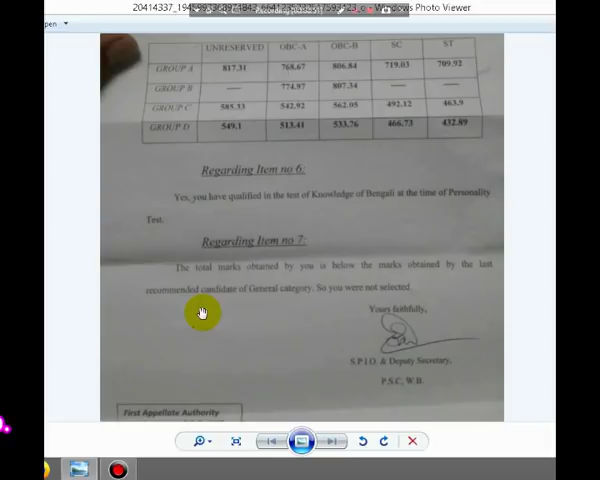 Windows Photo Viewer
UNRESERVED OBC-A OBC-B SC ST
GROUP A 817.31 768.67 806.84 719.03 709.92
GROUP B — 774.97 807.34 — —
GROUP C 585.33 542.92 562.05 492.12 463.9
GROUP D 549.1 513.41 533.76 466.73 432.89
Regarding Item no 6:
Yes, you have qualified in the test of Knowledge of Bengali at the time of Personality
Test.
Regarding Item no 7:
The total marks obtained by you is below the marks obtained by the last
recommended candidate of General category. So you were not selected
Yours faithfully,
S.P.I.O. & Deputy Secretary,
P.S.C, W.B.
First Appellate Authority